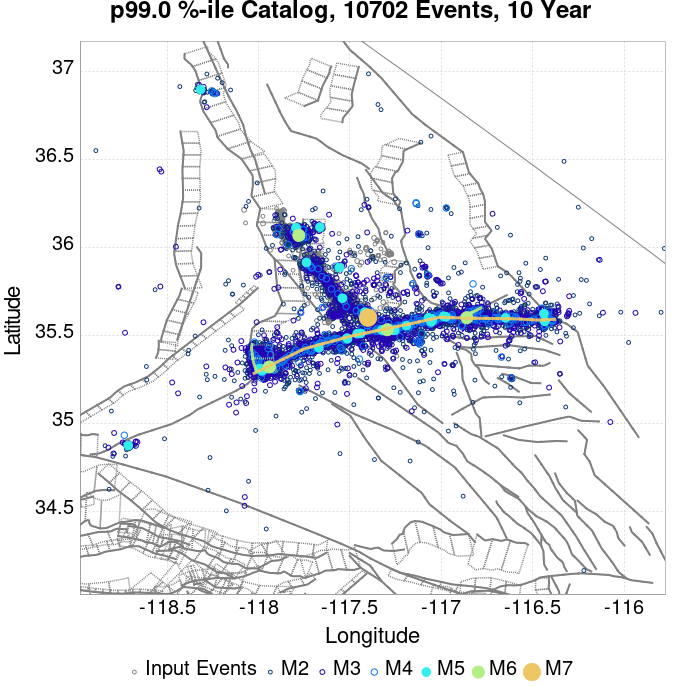 p99.0 %-ile Catalog, 10702 Events, 10 Year
37
36.5
36
35.5
35
34.5
Latitude
-118.5 -118 -117.5 -117 -116.5 -116
Longitude
Input Events M2 M3 M4 M5 M6 M7